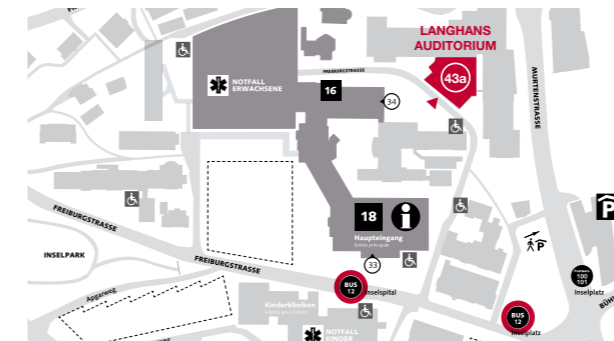 LANGHANS
AUDITORIUM
43a
FREIBURGSTRASSE
NOTFALL
ERWACHSENE
16
34
MURTENSTRASSE
18
i
Haupteingang
33
FREIBURGSTRASSE
P
P
INSELPARK
FREIBURGSTRASSE
100
101
Inselplatz
Apgarweg
BUS
12
Inselspital
Kinderkliniken
BUS
12
NOTFALL
KINDER